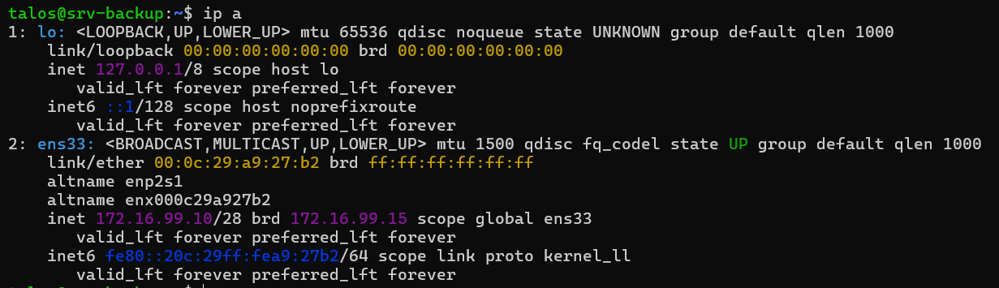 talos@srv-backup:~$ ip a
1: lo: <LOOPBACK,UP,LOWER_UP> mtu 65536 qdisc noqueue state UNKNOWN group default qlen 1000
    link/loopback 00:00:00:00:00:00 brd 00:00:00:00:00:00
    inet 127.0.0.1/8 scope host lo
       valid_lft forever preferred_lft forever
    inet6 ::1/128 scope host noprefixroute
       valid_lft forever preferred_lft forever
2: ens33: <BROADCAST,MULTICAST,UP,LOWER_UP> mtu 1500 qdisc fq_codel state UP group default qlen 1000
    link/ether 00:0c:29:a9:27:b2 brd ff:ff:ff:ff:ff:ff
    altname enp2s1
    altname enx000c29a927b2
    inet 172.16.99.10/28 brd 172.16.99.15 scope global ens33
       valid_lft forever preferred_lft forever
    inet6 fe80::20c:29ff:fea9:27b2/64 scope link proto kernel_ll
       valid_lft forever preferred_lft forever